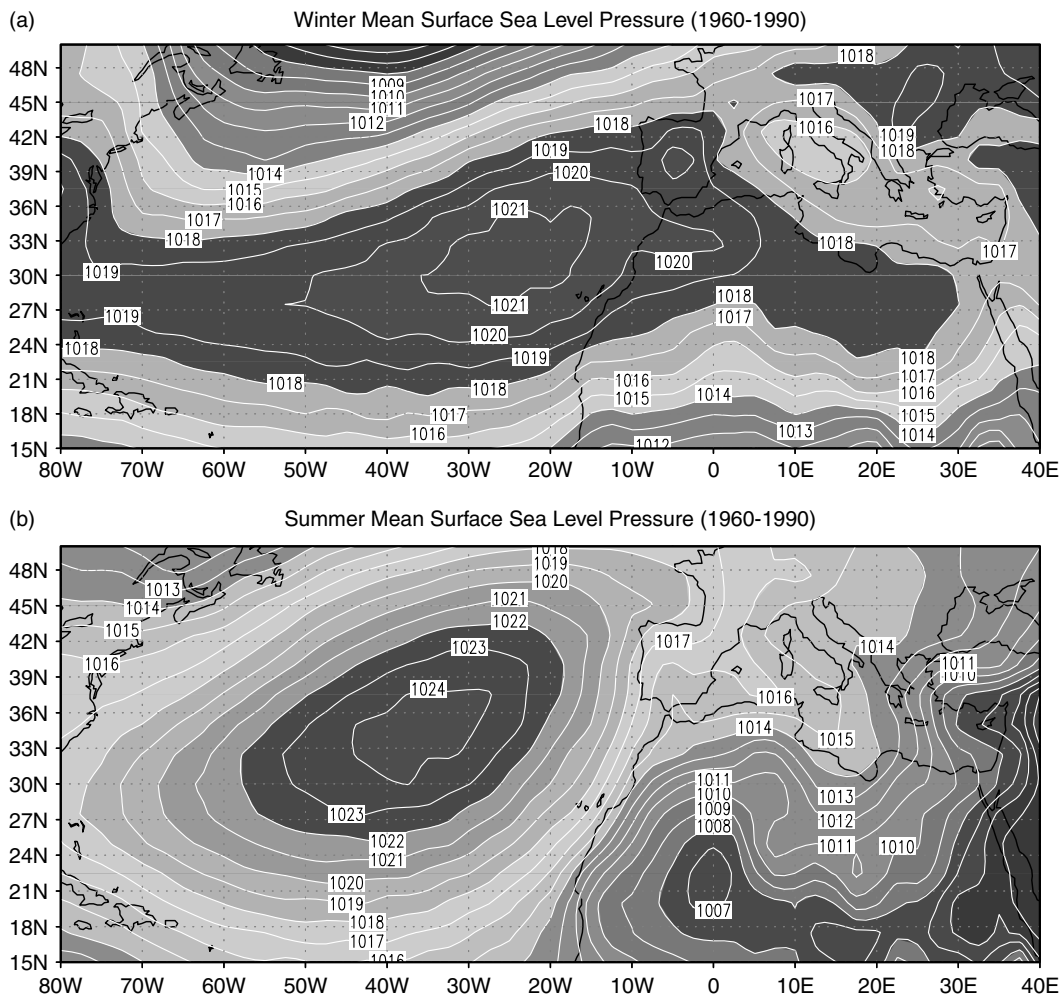 (a) Winter Mean Surface Sea Level Pressure (1960-1990)
48N 1018
1009
45N 1010 1017
1011
42N 1012 1018 1016 1019
1019 1018
39N 1014 1020
1015
36N 1016 1021
1017
33N 1018 1018
1020 1017
30N 1019
1021 1018
27N 1019 1017
1020
24N 1018 1019 1018
1017
21N 1018 1018 1016 1016
1015 1014
18N 1017 1015
1016 1013 1014
15N 1012
80W 70W 60W 50W 40W 30W 20W 10W 0 10E 20E 30E 40E
(b) Summer Mean Surface Sea Level Pressure (1960-1990)
1018
48N 1019
1013 1020
45N 1014 1021
1015 1022
42N 1017 1014
1016 1023 1011
39N 1010
1024 1016
36N
1014 1015
33N
30N 1011
1010 1013
27N 1023 1009
1008 1012
1022 1011 1010
24N 1021
21N 1020
1019 1007
18N 1018
1017
15N 1016
80W 70W 60W 50W 40W 30W 20W 10W 0 10E 20E 30E 40E